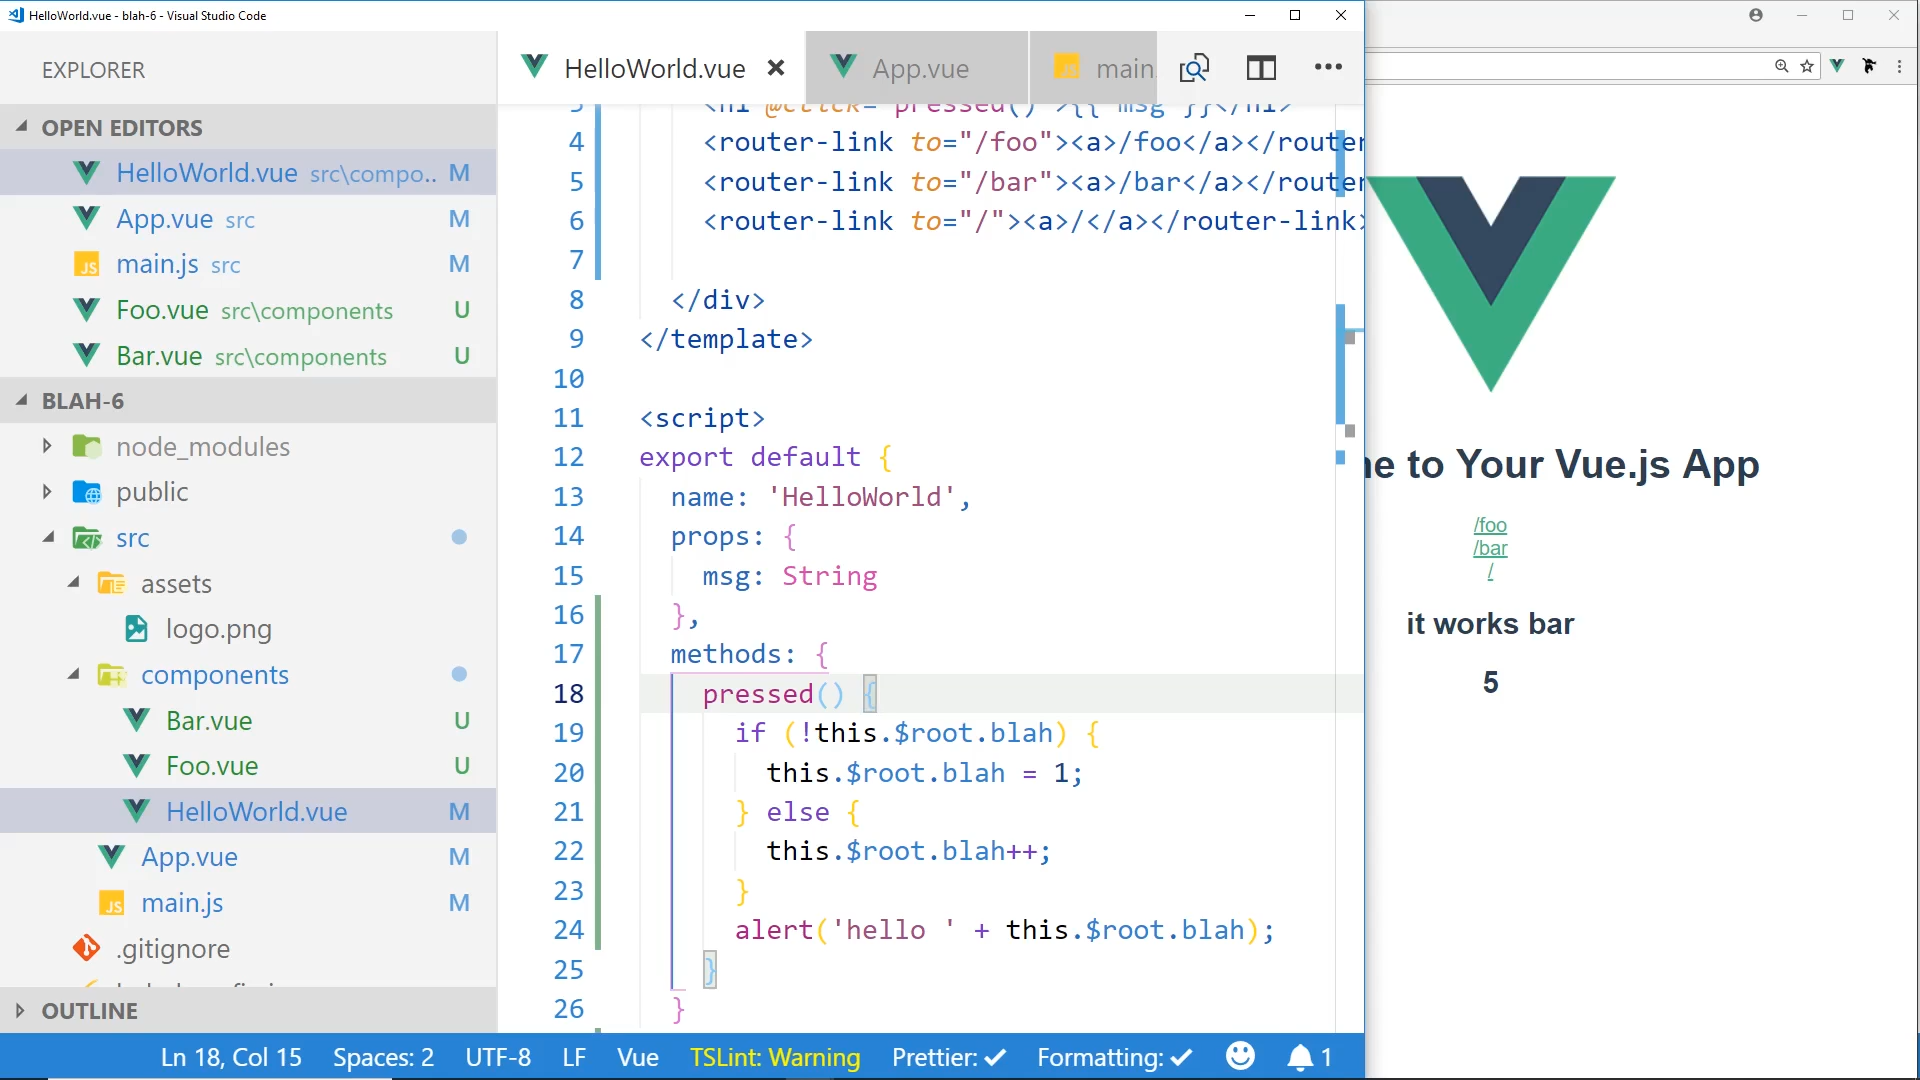 HelloWorld.vue - blah-6 - Visual Studio Code
EXPLORER
OPEN EDITORS
HelloWorld.vue src\compo.. M
App.vue src M
main.js src M
Foo.vue src\components U
Bar.vue src\components U
BLAH-6
node_modules
public
src
assets
logo.png
components
Bar.vue U
Foo.vue U
HelloWorld.vue M
App.vue M
main.js M
.gitignore
OUTLINE
HelloWorld.vue
App.vue
JS main.
@click="pressed()">{{ msg }}</h1>
4 <router-link to="/foo"><a>/foo</a></router
5 <router-link to="/bar"><a>/bar</a></router
6 <router-link to="/"><a>/</a></router-link>
7
8 </div>
9 </template>
10
11 <script>
12 export default {
13 name: 'HelloWorld',
14 props: {
15 msg: String
16 },
17 methods: {
18 pressed() {
19 if (!this.$root.blah) {
20 this.$root.blah = 1;
21 } else {
22 this.$root.blah++;
23 }
24 alert('hello ' + this.$root.blah);
25 }
26 }
Ln 18, Col 15 Spaces: 2 UTF-8 LF Vue TSLint: Warning Prettier: ✓ Formatting: ✓ 1
e to Your Vue.js App
/foo
/bar
/
it works bar
5